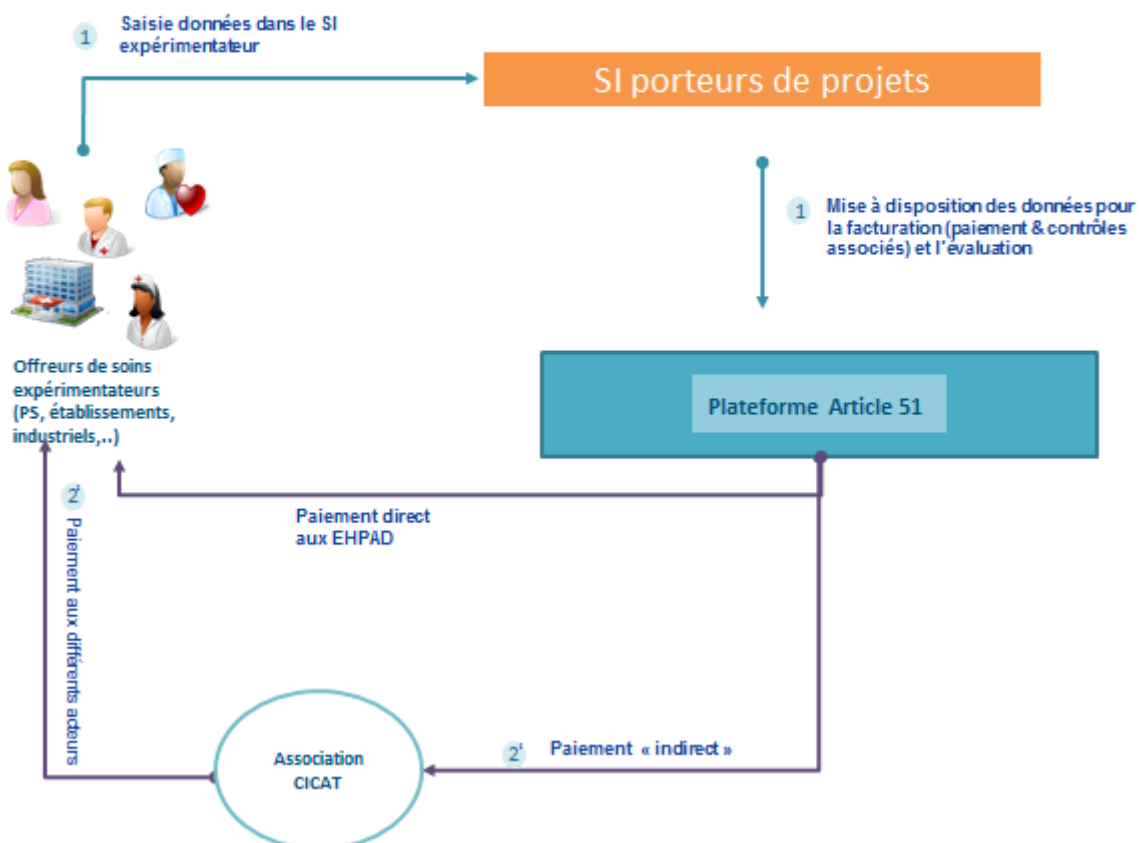 1
Saisie données dans le SI
expérimentateur
SI porteurs de projets
1
Mise à disposition des données pour
la facturation (paiement & contrôles
associés) et l'évaluation
Offreurs de soins
expérimentateurs
(PS, établissements,
industriels,..)
Plateforme Article 51
Paiement direct
aux EHPAD
2'
Paiement aux différents acteurs
Association
CICAT
2'
Paiement « indirect »